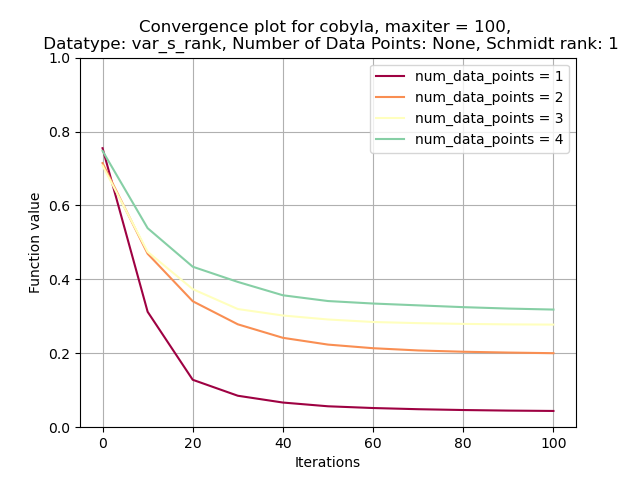 Convergence plot for cobyla, maxiter = 100,
Datatype: var_s_rank, Number of Data Points: None, Schmidt rank: 1
1.0
0.8
0.6
0.4
0.2
0.0
Function value
num_data_points = 1
num_data_points = 2
num_data_points = 3
num_data_points = 4
0 20 40 60 80 100
Iterations